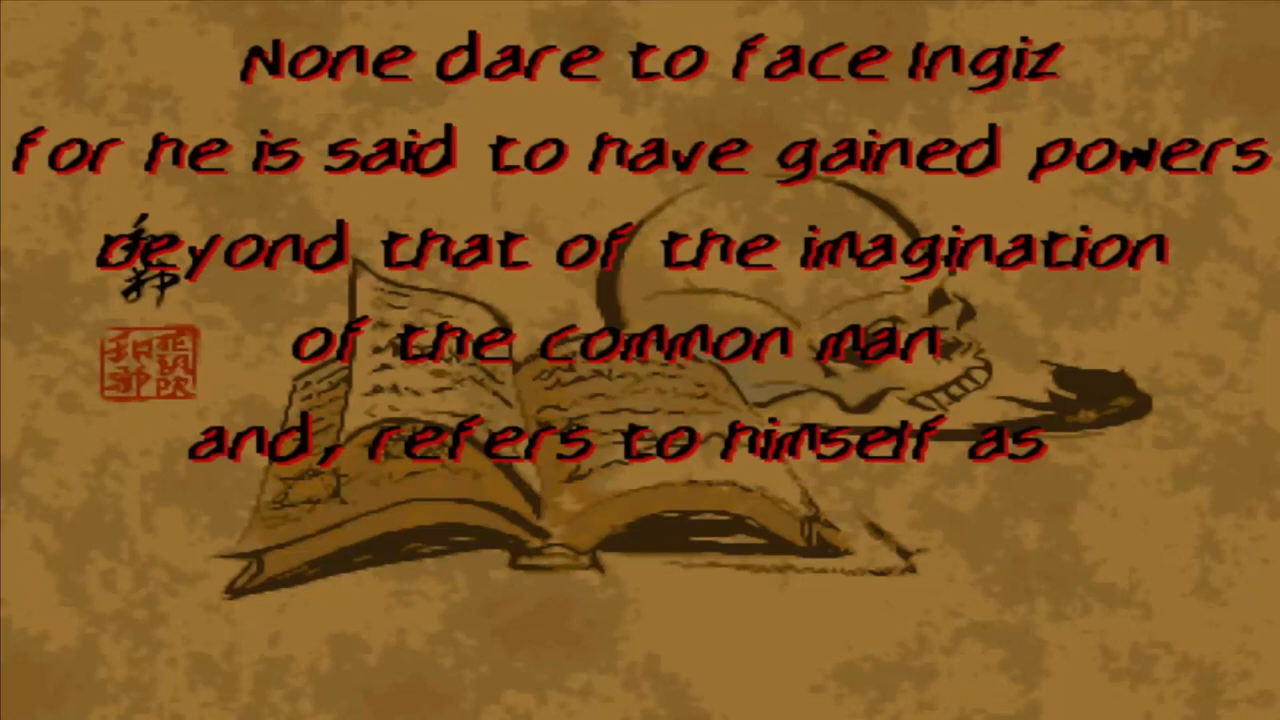 None dare to face Ingiz
for he is said to have gained powers
beyond that of the imagination
of the common man
and, refers to himself as